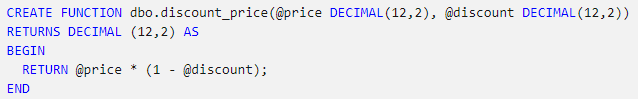 CREATE FUNCTION dbo.discount_price(@price DECIMAL(12,2), @discount DECIMAL(12,2))
RETURNS DECIMAL (12,2) AS
BEGIN
  RETURN @price * (1 - @discount);
END